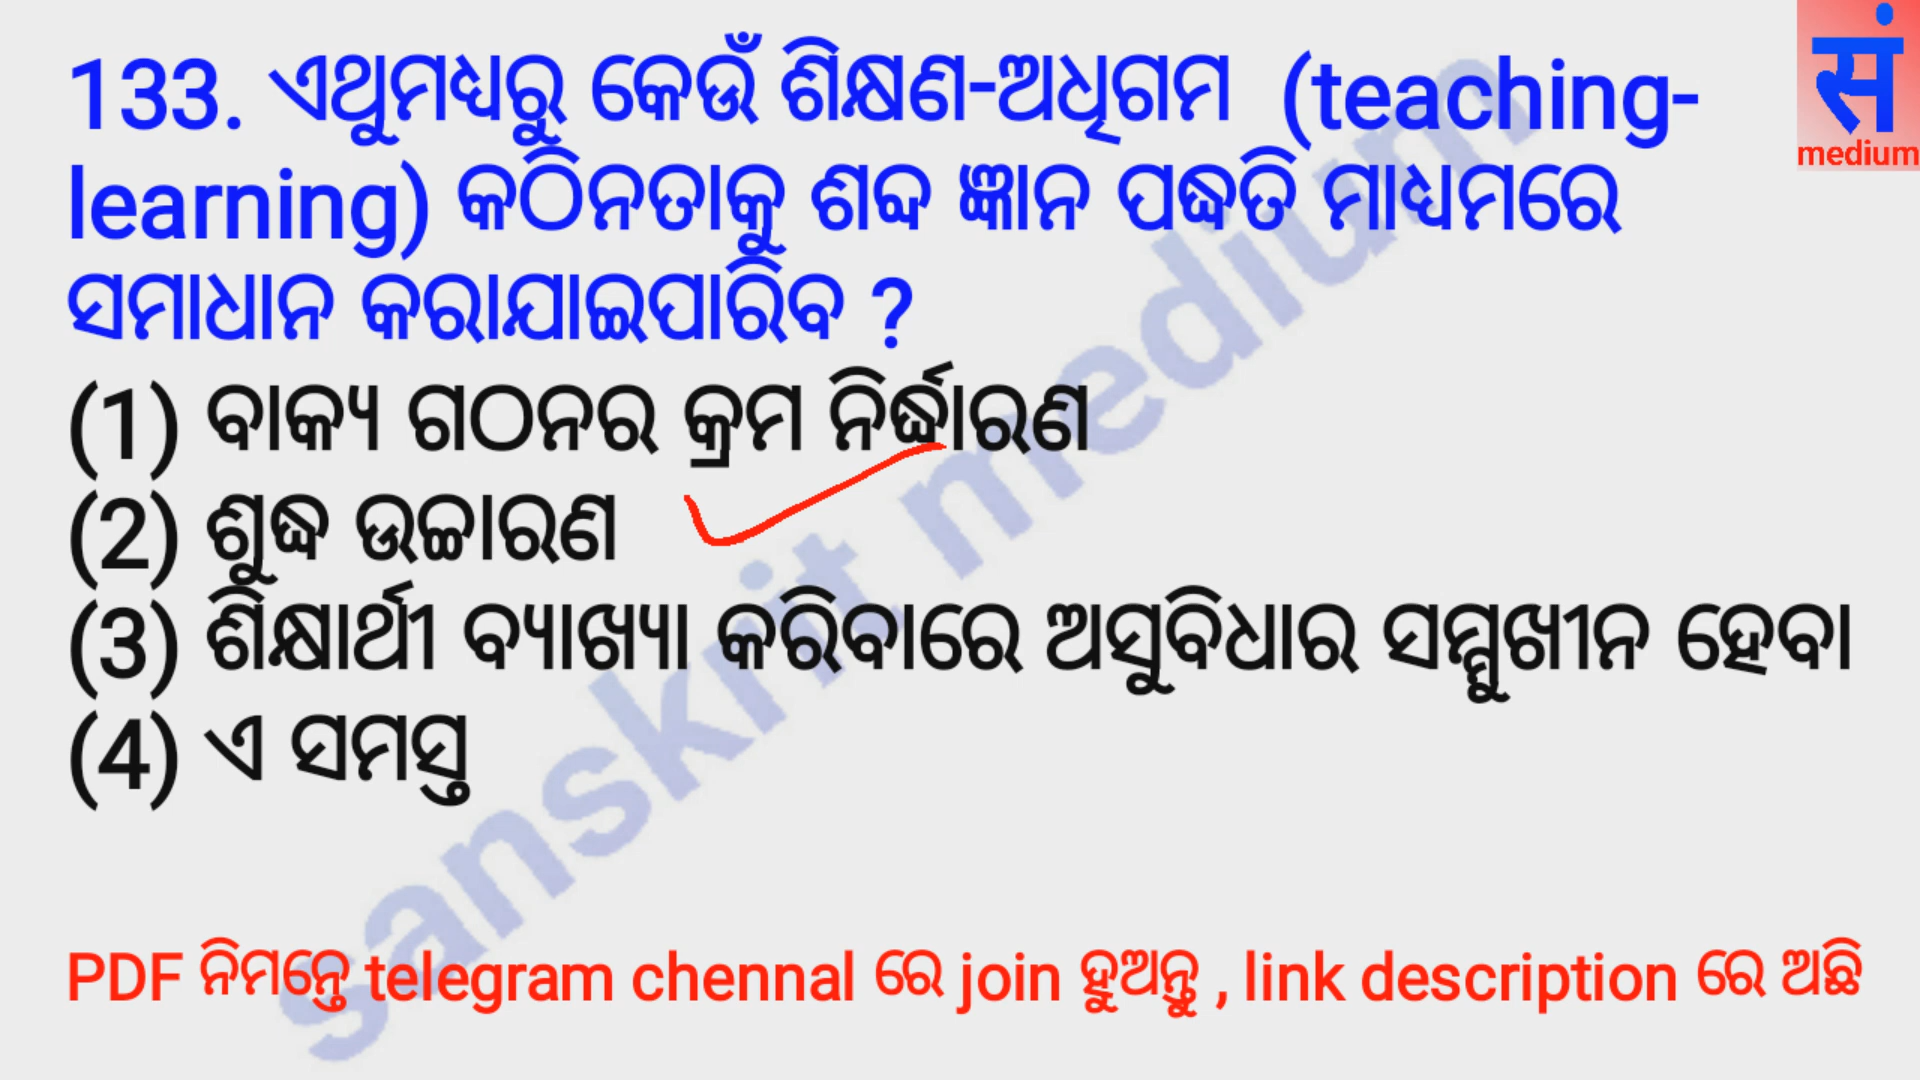 133. ଏଥୁମଧ୍ୟରୁ କେଉଁ ଶିକ୍ଷଣ-ଅଧିଗମ (teaching-
learning) କଠିନତାକୁ ଶବ୍ଦ ଜ୍ଞାନ ପଦ୍ଧତି ମାଧ୍ୟମରେ
ସମାଧାନ କରାଯାଇପାରିବ ?
(1) ବାକ୍ୟ ଗଠନର କ୍ରମ ନିର୍ଦ୍ଧାରଣ
(2) ଶୁଦ୍ଧ ଉଚ୍ଚାରଣ
(3) ଶିକ୍ଷାର୍ଥୀ ବ୍ୟାଖ୍ୟା କରିବାରେ ଅସୁବିଧାର ସମ୍ମୁଖୀନ ହେବା
(4) ଏ ସମସ୍ତ
PDF ନିମନ୍ତେ telegram chennal ରେ join ହୁଅନ୍ତୁ , link description ରେ ଅଛି
सं
medium
sanskrit medium